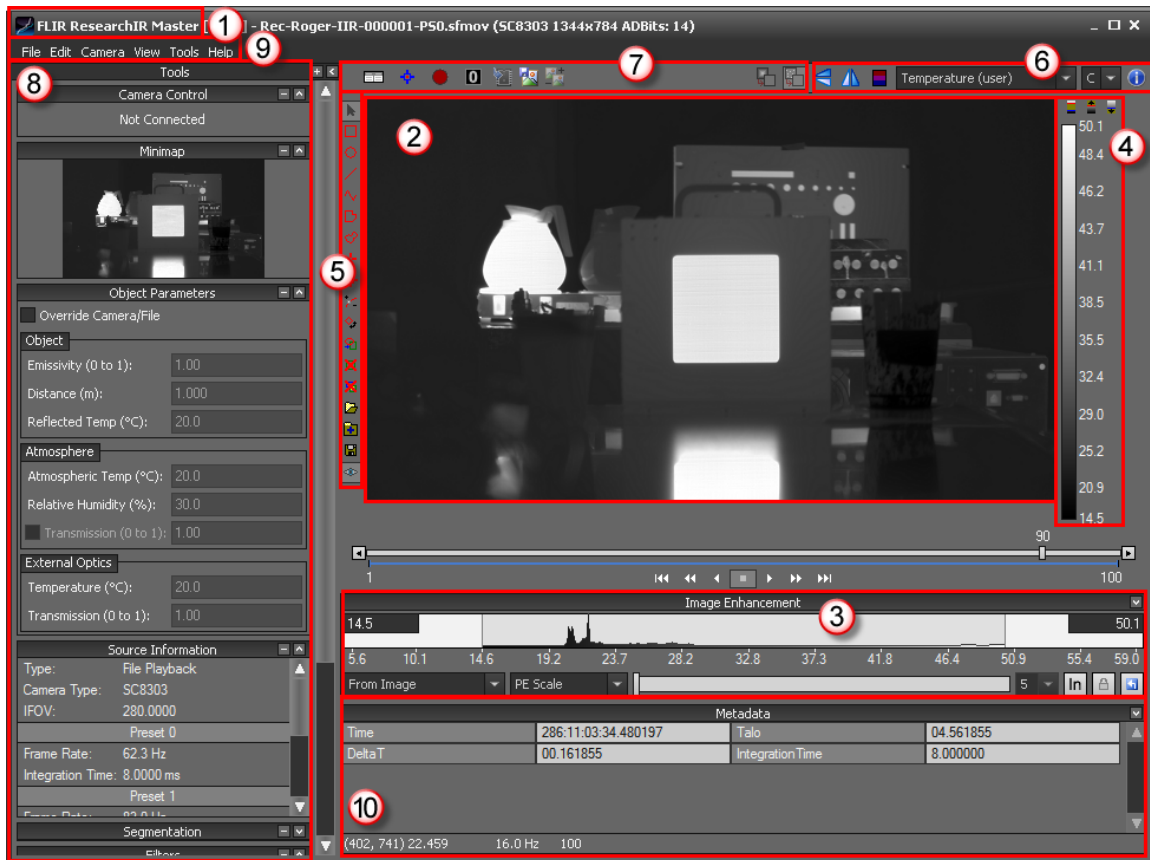 FLIR ResearchIR Master [ ] - Rec-Roger-IIR-000001-PS0.sfmov (SC8303 1344x784 ADBits: 14)
1
File Edit Camera View Tools Help
9
Tools
8
7
6
Temperature (user)
C
0
Camera Control
Not Connected
Minimap
Object Parameters
Override Camera/File
Object
Emissivity (0 to 1): 1.00
Distance (m): 1.000
Reflected Temp (°C): 20.0
Atmosphere
Atmospheric Temp (°C): 20.0
Relative Humidity (%): 30.0
Transmission (0 to 1): 1.00
External Optics
Temperature (°C): 20.0
Transmission (0 to 1): 1.00
Source Information
Type: File Playback
Camera Type: SC8303
IFOV: 280.0000
Preset 0
Frame Rate: 62.3 Hz
Integration Time: 8.0000 ms
Preset 1
Segmentation
Filters
5
2
4
50.1
48.4
46.2
43.7
41.1
38.5
35.5
32.4
29.0
25.2
20.9
14.5
90
1
100
Image Enhancement
3
14.5
50.1
5.6 10.1 14.6 19.2 23.7 28.2 32.8 37.3 41.8 46.4 50.9 55.4 59.0
From Image
PE Scale
5
In
Metadata
Time 286:11:03:34.480197 Talo 04.561855
DeltaT 00.161855 IntegrationTime 8.000000
10
(402, 741) 22.459 16.0 Hz 100